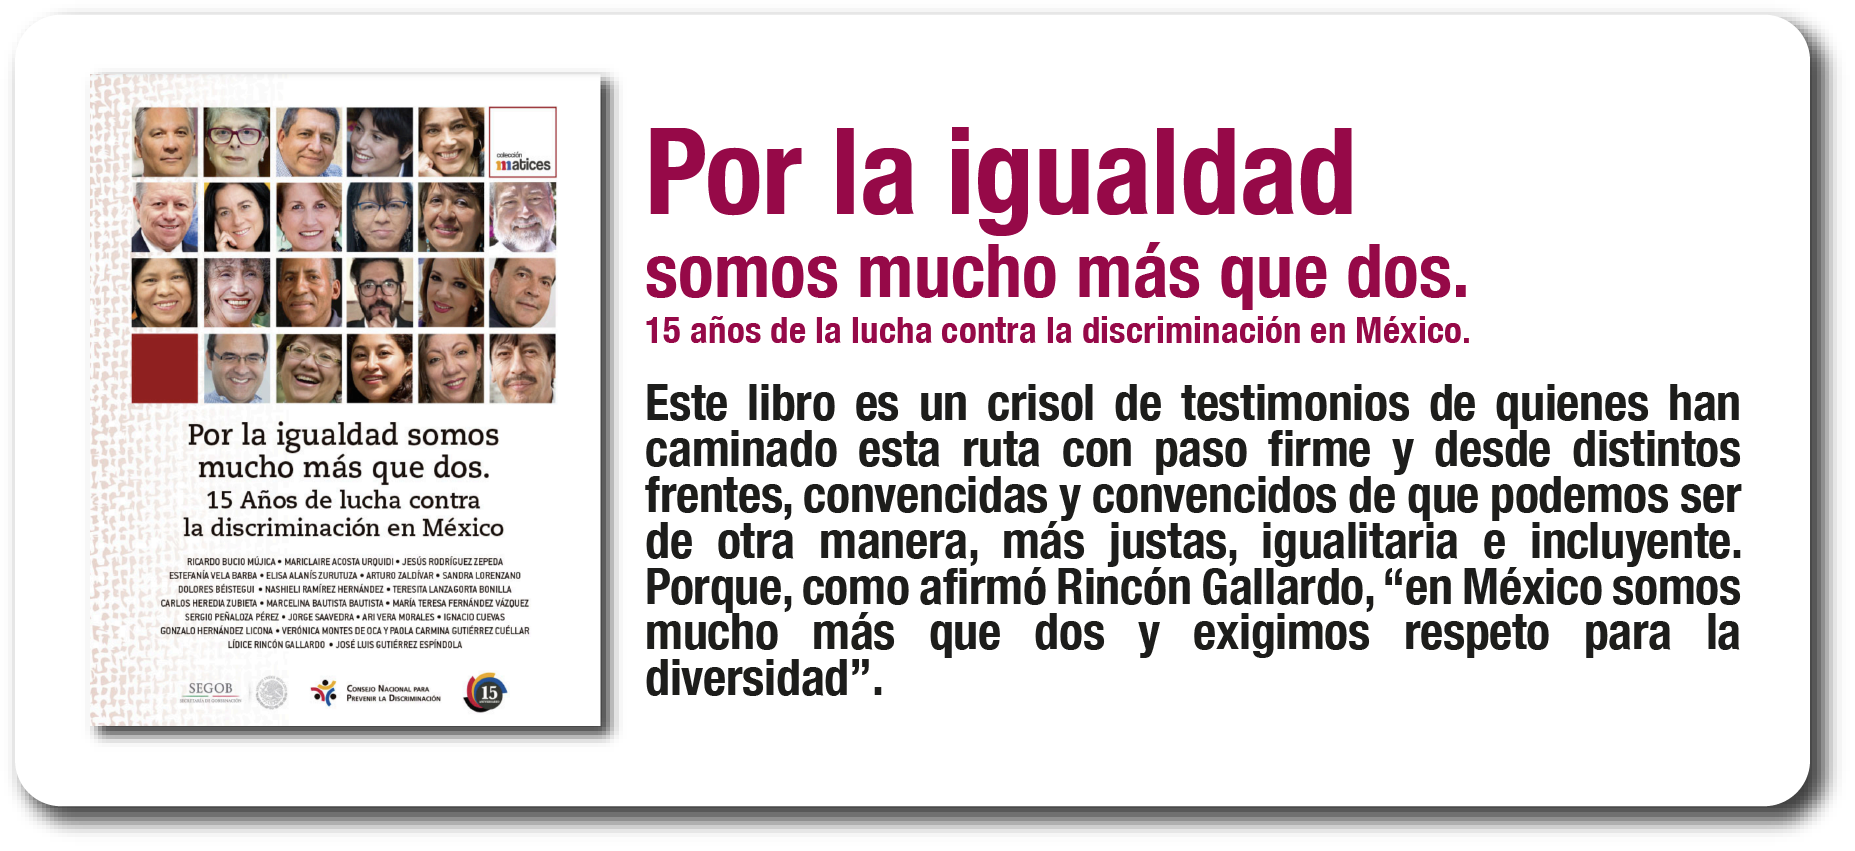 colección
matices
Por la igualdad somos
mucho más que dos.
15 Años de lucha contra
la discriminación en México
RICARDO BUCIO MÚJICA • MARICLAIRE ACOSTA URQUIDI • JESÚS RODRÍGUEZ ZEPEDA
ESTEFANÍA VELA BARBA • ELISA ALANÍS ZURUTUZA • ARTURO ZALDÍVAR • SANDRA LORENZANO
DOLORES BÉISTEGUI • NASHIELI RAMÍREZ HERNÁNDEZ • TERESITA LANZAGORTA BONILLA
CARLOS HEREDIA ZUBIETA • MARCELINA BAUTISTA BAUTISTA • MARÍA TERESA FERNÁNDEZ VÁZQUEZ
SERGIO PEÑALOZA PÉREZ • JORGE SAAVEDRA • ARI VERA MORALES • IGNACIO CUEVAS
GONZALO HERNÁNDEZ LICONA • VERÓNICA MONTES DE OCA Y PAOLA CARMINA GUTIÉRREZ CUÉLLAR
LÍDICE RINCÓN GALLARDO • JOSÉ LUIS GUTIÉRREZ ESPÍNDOLA
SEGOB
SECRETARÍA DE GOBERNACIÓN
CONSEJO NACIONAL PARA
PREVENIR LA DISCRIMINACIÓN
15
ANIVERSARIO
Por la igualdad
somos mucho más que dos.
15 años de la lucha contra la discriminación en México.
Este libro es un crisol de testimonios de quienes han
caminado esta ruta con paso firme y desde distintos
frentes, convencidas y convencidos de que podemos ser
de otra manera, más justas, igualitaria e incluyente.
Porque, como afirmó Rincón Gallardo, “en México somos
mucho más que dos y exigimos respeto para la
diversidad”.